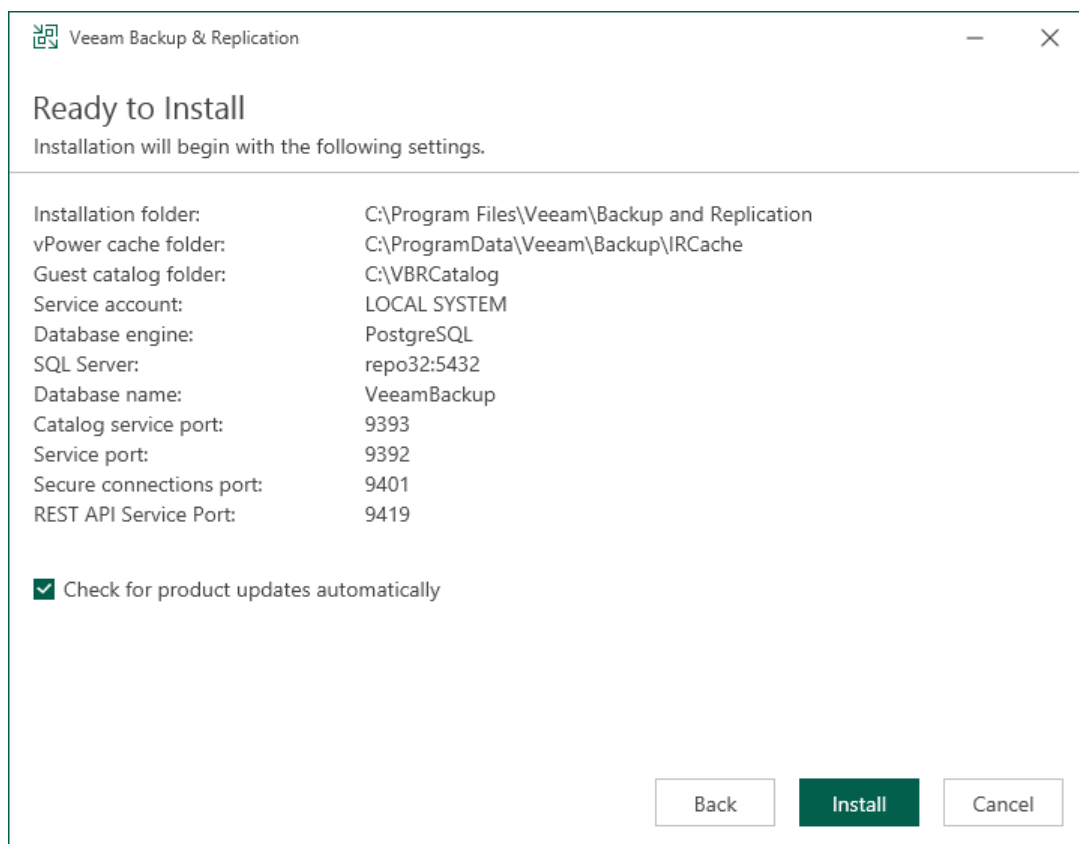 Veeam Backup & Replication
Ready to Install
Installation will begin with the following settings.
Installation folder: C:\Program Files\Veeam\Backup and Replication
vPower cache folder: C:\ProgramData\Veeam\Backup\IRCache
Guest catalog folder: C:\VBRCatalog
Service account: LOCAL SYSTEM
Database engine: PostgreSQL
SQL Server: repo32:5432
Database name: VeeamBackup
Catalog service port: 9393
Service port: 9392
Secure connections port: 9401
REST API Service Port: 9419
Check for product updates automatically
Back Install Cancel